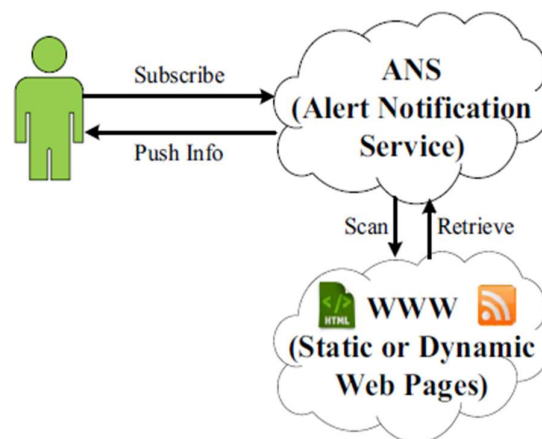 Subscribe
Push Info
ANS
(Alert Notification
Service)
Scan
Retrieve
</>
HTML
WWW
(Static or Dynamic
Web Pages)